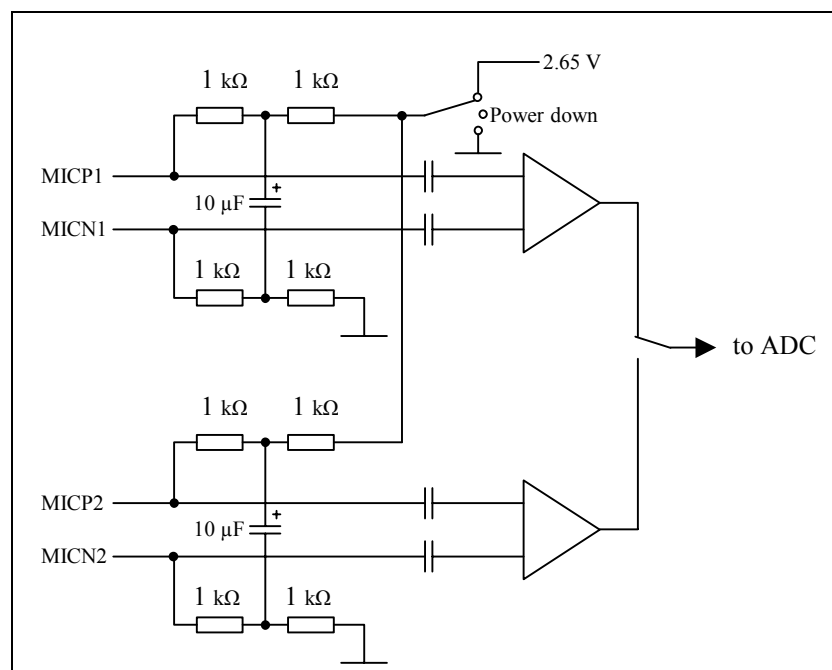 2.65 V
1 kΩ 1 kΩ
Power down
MICP1
10 µF +
MICN1
1 kΩ 1 kΩ
to ADC
1 kΩ 1 kΩ
MICP2
10 µF +
MICN2
1 kΩ 1 kΩ